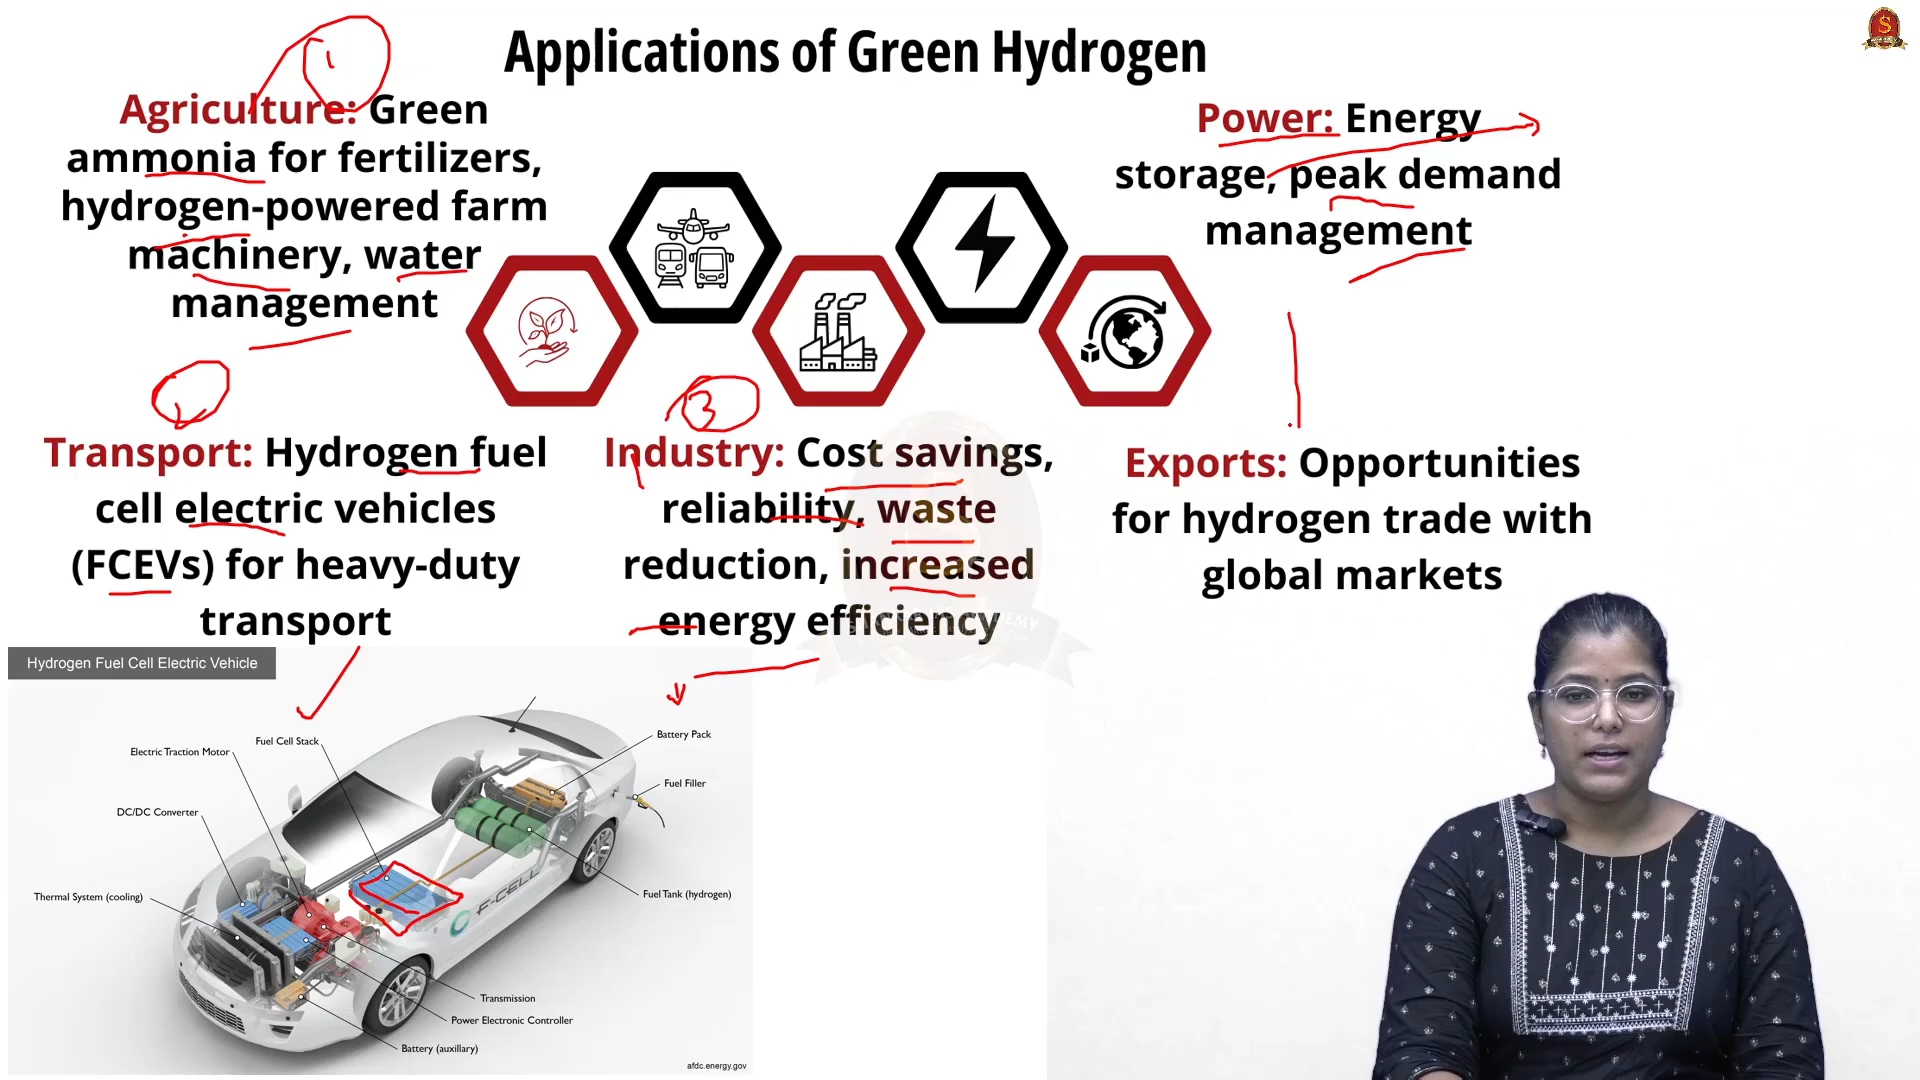 Applications of Green Hydrogen
Agriculture: Green
ammonia for fertilizers,
hydrogen-powered farm
machinery, water
management
1
Power: Energy
storage, peak demand
management
Transport: Hydrogen fuel
cell electric vehicles
(FCEVs) for heavy-duty
transport
3
Industry: Cost savings,
reliability, waste
reduction, increased
energy efficiency
Exports: Opportunities
for hydrogen trade with
global markets
Hydrogen Fuel Cell Electric Vehicle
Battery Pack
Fuel Cell Stack
Electric Traction Motor
Fuel Filler
DC/DC Converter
Fuel Tank (hydrogen)
Thermal System (cooling)
F-CELL
Transmission
Power Electronic Controller
Battery (auxillary)
afdc.energy.gov